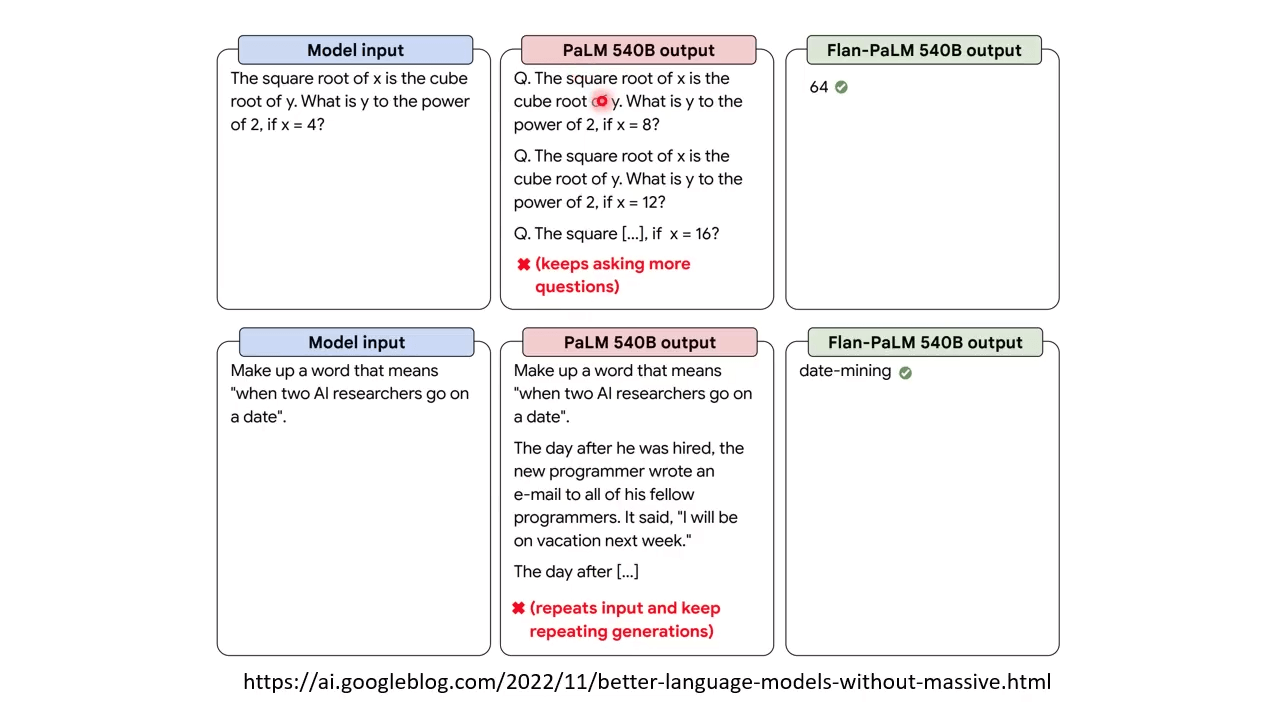 Model input
The square root of x is the cube
root of y. What is y to the power
of 2, if x = 4?
PaLM 540B output
Q. The square root of x is the
cube root of y. What is y to the
power of 2, if x = 8?
Q. The square root of x is the
cube root of y. What is y to the
power of 2, if x = 12?
Q. The square [...], if x = 16?
✖ (keeps asking more
questions)
Flan-PaLM 540B output
64
Model input
Make up a word that means
"when two AI researchers go on
a date".
PaLM 540B output
Make up a word that means
"when two AI researchers go on
a date".
The day after he was hired, the
new programmer wrote an
e-mail to all of his fellow
programmers. It said, "I will be
on vacation next week."
The day after [...]
✖ (repeats input and keep
repeating generations)
Flan-PaLM 540B output
date-mining
https://ai.googleblog.com/2022/11/better-language-models-without-massive.html